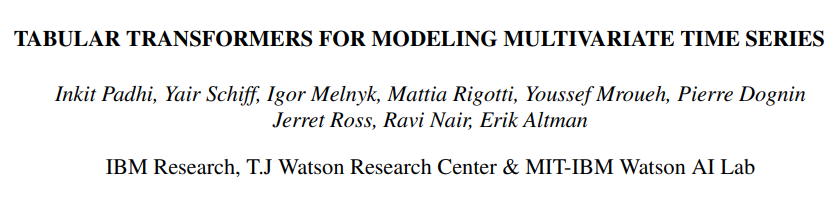 TABULAR TRANSFORMERS FOR MODELING MULTIVARIATE TIME SERIES
Inkit Padhi, Yair Schiff, Igor Melnyk, Mattia Rigotti, Youssef Mroueh, Pierre Dognin
Jerret Ross, Ravi Nair, Erik Altman
IBM Research, T.J Watson Research Center & MIT-IBM Watson AI Lab